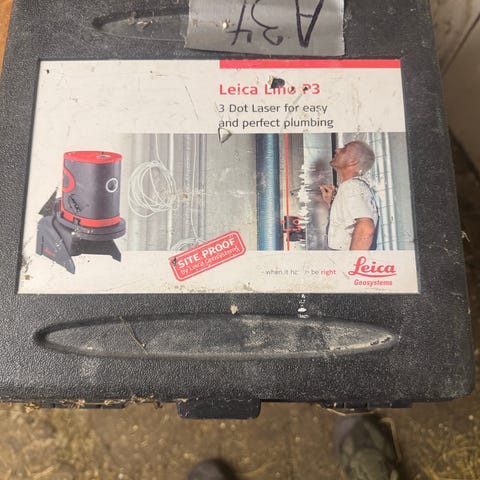 A34
Leica Lino P3
3 Dot Laser for easy
and perfect plumbing
SITE PROOF
By Leica Geosystems
- when it has to be right
Leica
Geosystems